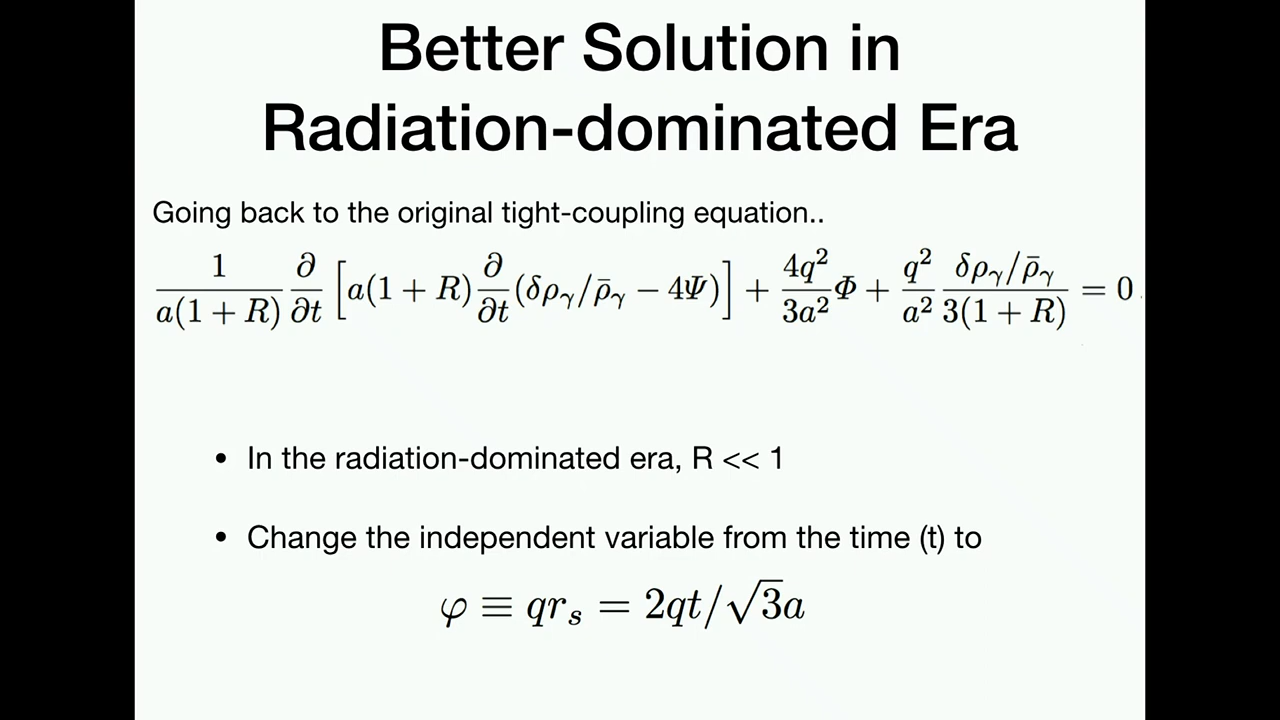 Better Solution in
Radiation-dominated Era
Going back to the original tight-coupling equation..
\frac{1}{a(1+R)} \frac{\partial}{\partial t} \left[ a(1+R) \frac{\partial}{\partial t} (\delta\rho_\gamma/\bar{\rho}_\gamma - 4\Psi) \right] + \frac{4q^2}{3a^2} \Phi + \frac{q^2}{a^2} \frac{\delta\rho_\gamma/\bar{\rho}_\gamma}{3(1+R)} = 0
• In the radiation-dominated era, R << 1
• Change the independent variable from the time (t) to
\varphi \equiv qr_s = 2qt/\sqrt{3}a